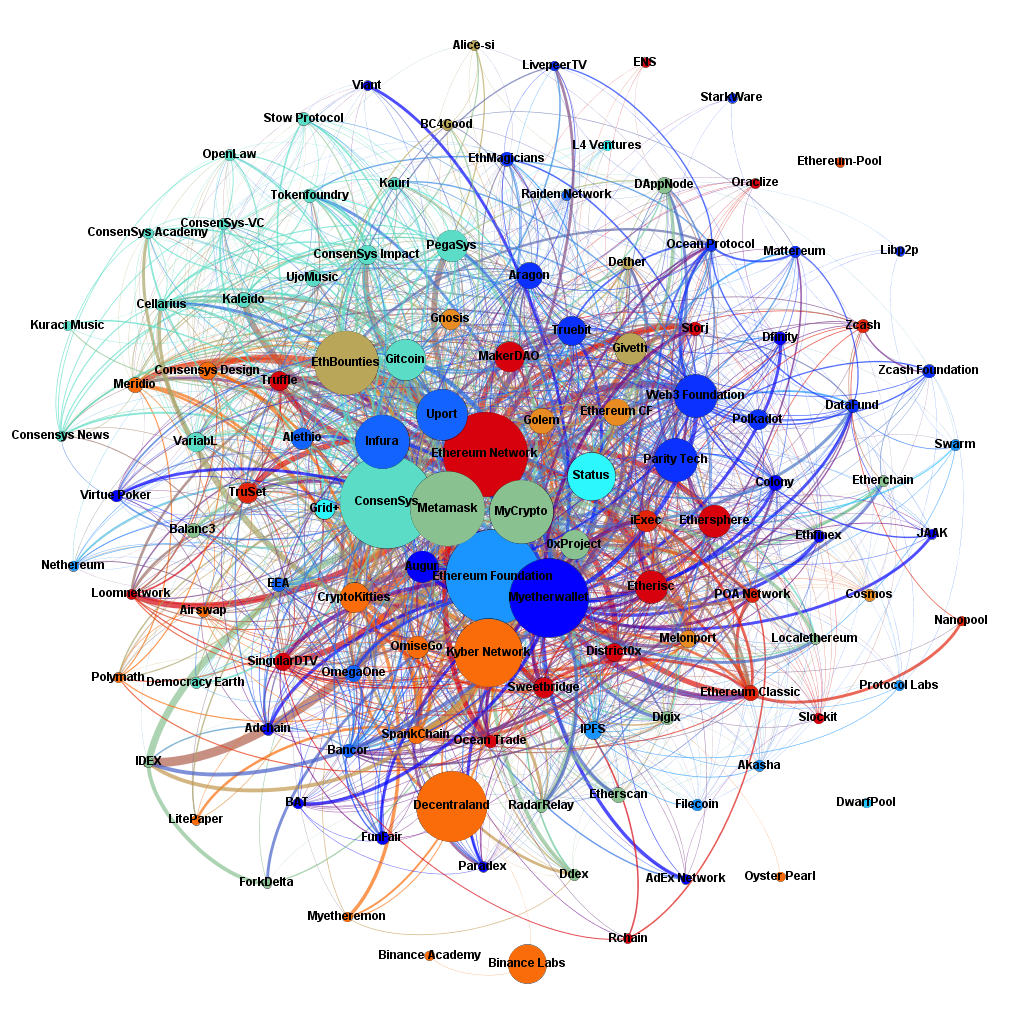 Alice-si
LivepeerTV
ENS
Viant
StarkWare
Stow Protocol
BC4Good
L4 Ventures
OpenLaw
EthMagicians
Ethereum-Pool
Kauri
DAppNode
Oraclize
Tokenfoundry
Raiden Network
ConsenSys-VC
ConsenSys Academy
PegaSys
Ocean Protocol
ConsenSys Impact
Mattereum
Libp2p
UjoMusic
Aragon
Dether
Kaleido
Cellarius
Kuraci Music
Gnosis
Truebit
Storj
Zcash
Dfinity
EthBounties
Gitcoin
MakerDAO
Giveth
Meridio
Consensys Design
Truffle
Zcash Foundation
Web3 Foundation
DataFund
Uport
Golem
Ethereum CF
Polkadot
Consensys News
VariabL
Alethio
Infura
Ethereum Network
Parity Tech
Swarm
Status
Colony
Etherchain
Virtue Poker
TruSet
ConsenSys
Metamask
MyCrypto
Grid+
iExec
Ethersphere
Balanc3
0xProject
Ethfinex
JAAK
Nethereum
Augur
Ethereum Foundation
EEA
Etherisc
Loomnetwork
CryptoKitties
Myetherwallet
POA Network
Cosmos
Airswap
Nanopool
Melonport
Localethereum
OmiseGo
Kyber Network
District0x
SingularDTV
OmegaOne
Polymath
Democracy Earth
Sweetbridge
Ethereum Classic
Protocol Labs
Digix
Slockit
Adchain
SpankChain
Ocean Trade
IPFS
Bancor
IDEX
Akasha
BAT
Decentraland
RadarRelay
Etherscan
Filecoin
DwarfPool
LitePaper
FunFair
Paradex
Ddex
AdEx Network
Oyster Pearl
ForkDelta
Myetheremon
Rchain
Binance Academy
Binance Labs